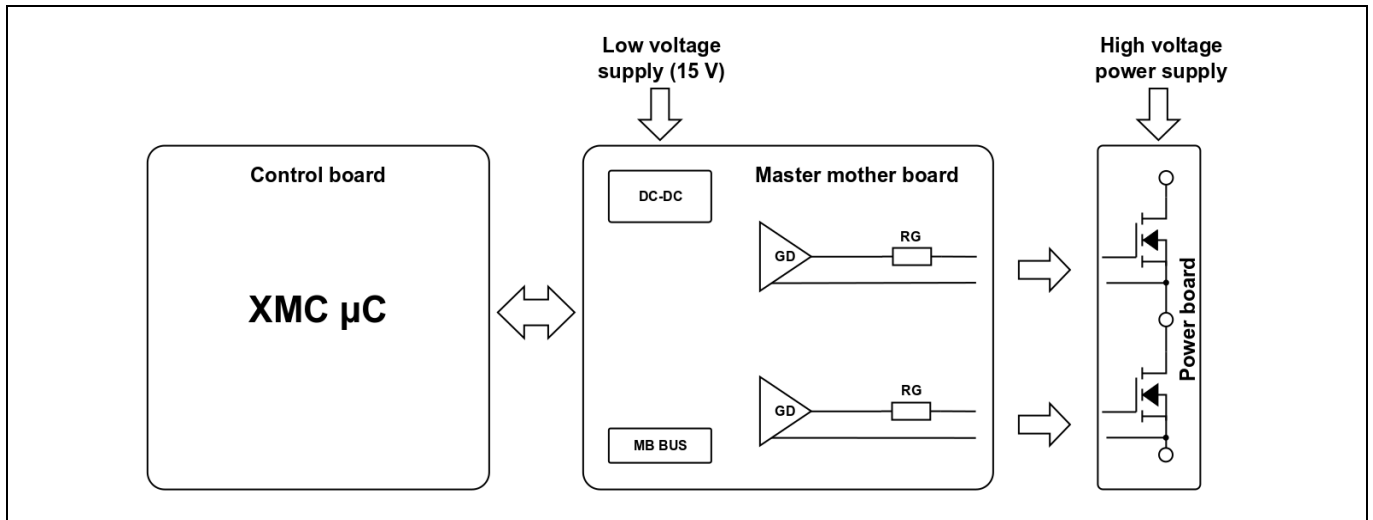 Low voltage
supply (15 V)
High voltage
power supply
Control board
XMC µC
Master mother board
DC-DC
GD
RG
GD
RG
MB BUS
Power board